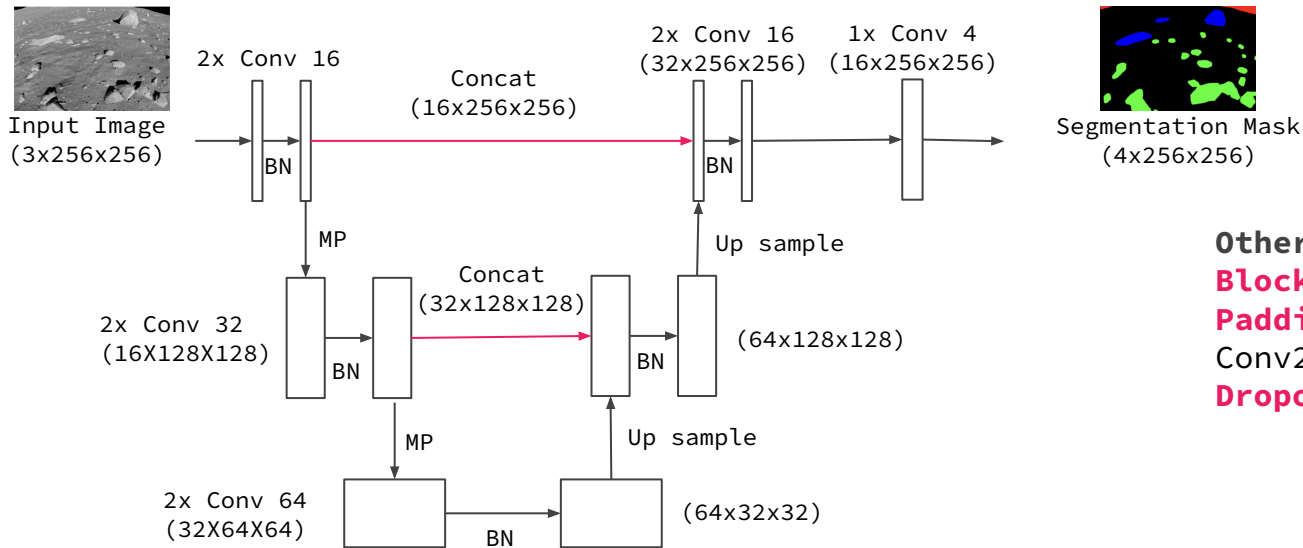 2x Conv 16
Concat
(16x256x256)
2x Conv 16
(32x256x256)
1x Conv 4
(16x256x256)
Input Image
(3x256x256)
Segmentation Mask
(4x256x256)
BN
BN
MP
Up sample
Concat
(32x128x128)
2x Conv 32
(16X128X128)
BN
BN
(64x128x128)
MP
Up sample
2x Conv 64
(32X64X64)
BN
(64x32x32)
Other
Block